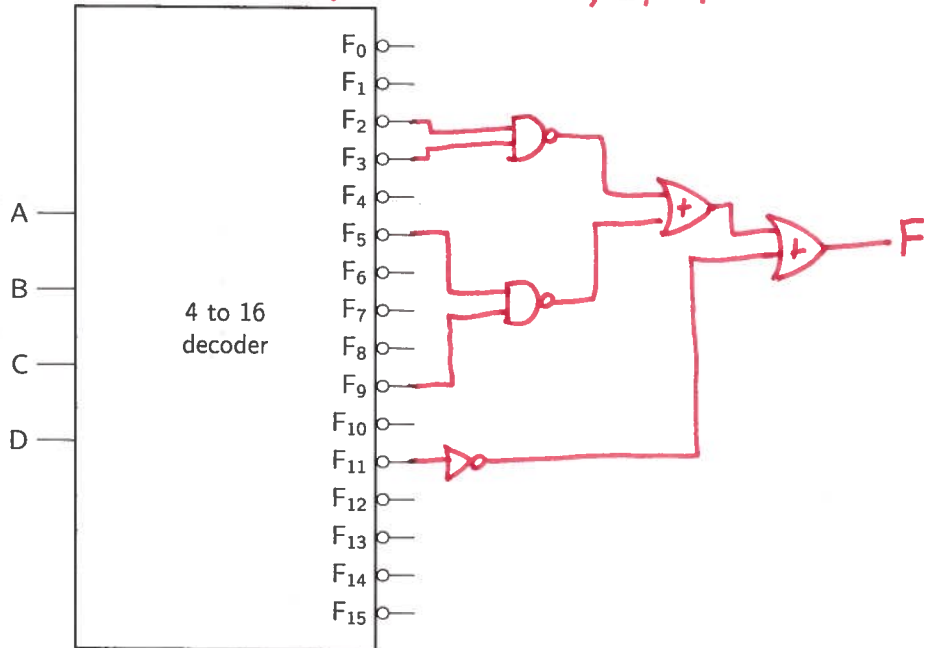 F₀
F₁
F₂
F₃
F₄
A
F₅
+
F
B
F₆
+
4 to 16
decoder
F₇
C
F₈
F₉
D
F₁₀
F₁₁
F₁₂
F₁₃
F₁₄
F₁₅